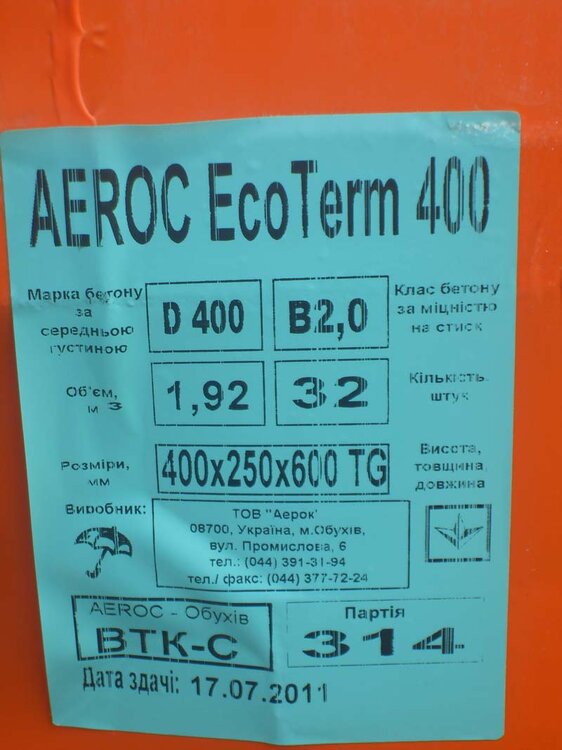 AEROC EcoTerm 400
Марка бетону
за
середньою
густиною
D 400
B2,0
Клас бетону
за міцністю
на стиск
Об'єм,
м 3
1,92
32
Кількість
штук
Розміри,
мм
400x250x600 TG
Висота,
товщина,
довжина
Виробник:
ТОВ "Аерок"
08700, Україна, м.Обухів,
вул. Промислова, 6
тел.: (044) 391-31-94
тел./ факс: (044) 377-72-24
AEROC - Обухів
ВТК-С
Партія
314
Дата здачі: 17.07.2011